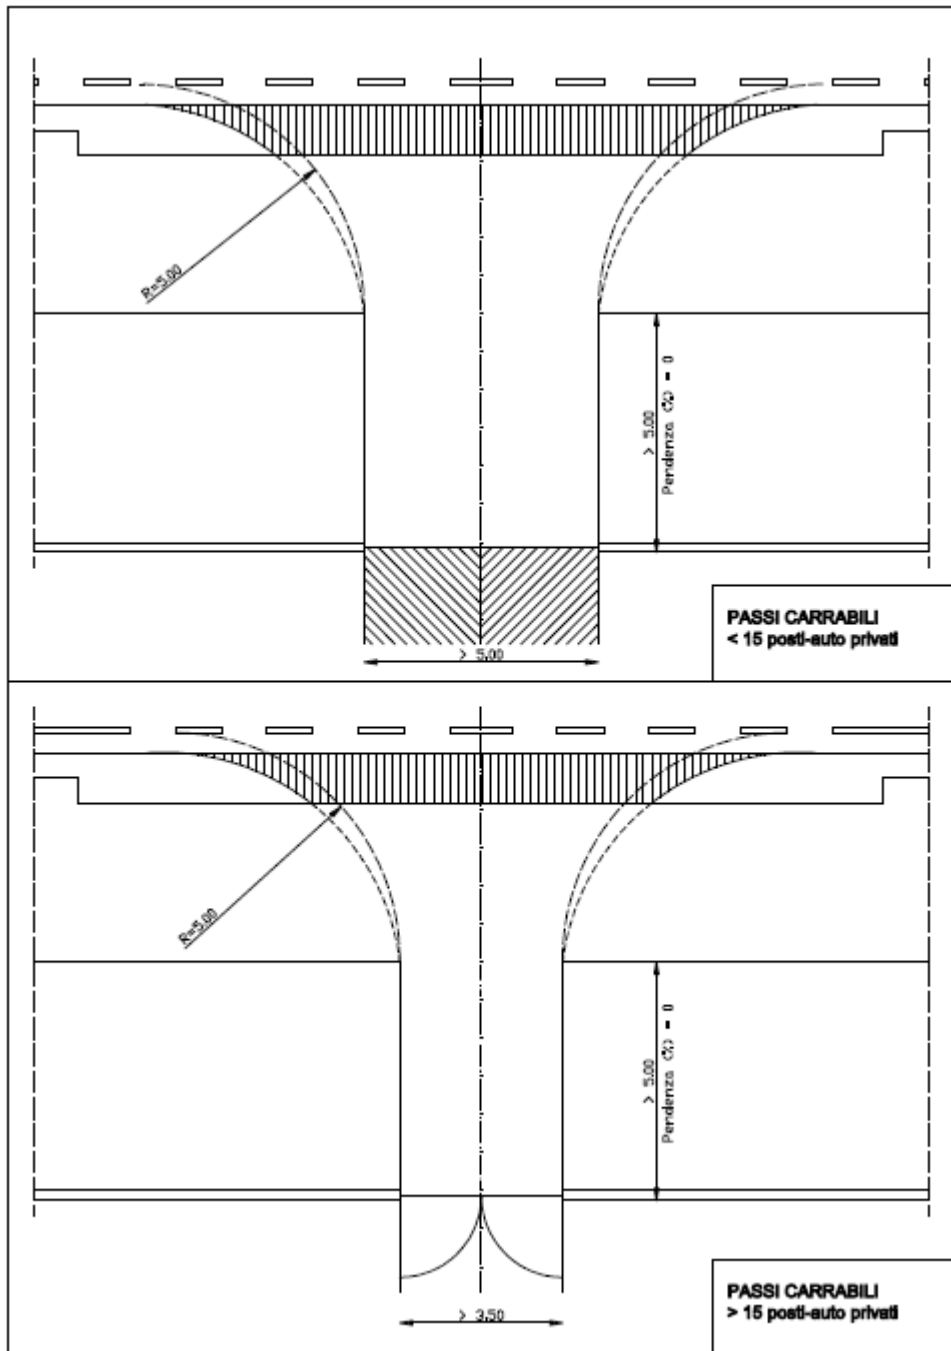 R=5.00
> 5.00
Pendenza (%) = 0
> 5.00
PASSI CARRABILI
< 15 posti-auto privati
R=5.00
> 5.00
Pendenza (%) = 0
> 3.50
PASSI CARRABILI
> 15 posti-auto privati